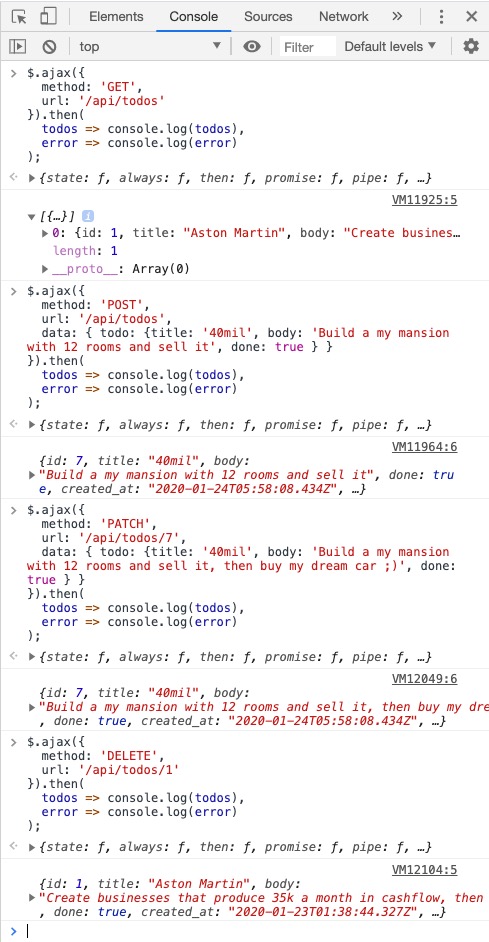 Elements Console Sources Network »
top Filter Default levels
> $.ajax({
method: 'GET',
url: '/api/todos'
}).then(
todos => console.log(todos),
error => console.log(error)
);
{state: ƒ, always: ƒ, then: ƒ, promise: ƒ, pipe: ƒ, …}
VM11925:5
[{…}] i
0: {id: 1, title: "Aston Martin", body: "Create busines…
length: 1
__proto__: Array(0)
> $.ajax({
method: 'POST',
url: '/api/todos',
data: { todo: {title: '40mil', body: 'Build a my mansion
with 12 rooms and sell it', done: true } }
}).then(
todos => console.log(todos),
error => console.log(error)
);
{state: ƒ, always: ƒ, then: ƒ, promise: ƒ, pipe: ƒ, …}
VM11964:6
{id: 7, title: "40mil", body:
"Build a my mansion with 12 rooms and sell it", done: tru
e, created_at: "2020-01-24T05:58:08.434Z", …}
> $.ajax({
method: 'PATCH',
url: '/api/todos/7',
data: { todo: {title: '40mil', body: 'Build a my mansion
with 12 rooms and sell it, then buy my dream car ;)', done:
true } }
}).then(
todos => console.log(todos),
error => console.log(error)
);
{state: ƒ, always: ƒ, then: ƒ, promise: ƒ, pipe: ƒ, …}
VM12049:6
{id: 7, title: "40mil", body:
"Build a my mansion with 12 rooms and sell it, then buy my dre
, done: true, created_at: "2020-01-24T05:58:08.434Z", …}
> $.ajax({
method: 'DELETE',
url: '/api/todos/1'
}).then(
todos => console.log(todos),
error => console.log(error)
);
{state: ƒ, always: ƒ, then: ƒ, promise: ƒ, pipe: ƒ, …}
VM12104:5
{id: 1, title: "Aston Martin", body:
"Create businesses that produce 35k a month in cashflow, then
, done: true, created_at: "2020-01-23T01:38:44.327Z", …}
>